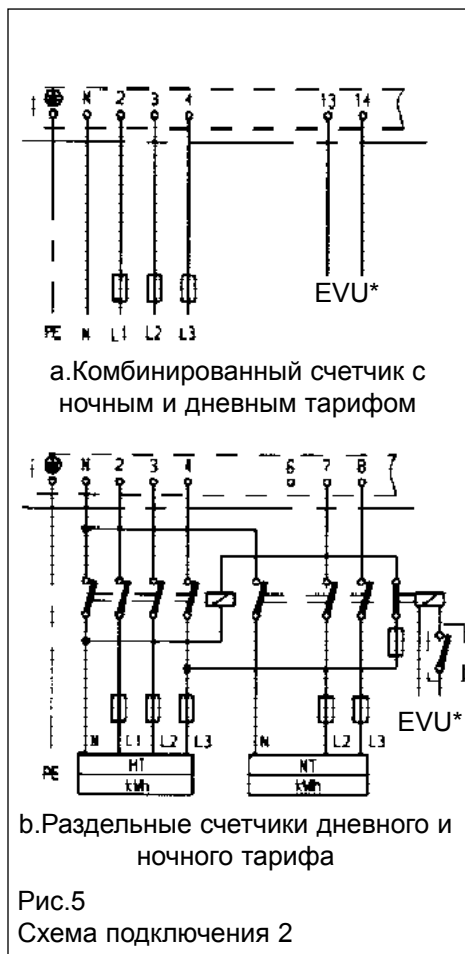 N 2 3 4 13 14
EVU*
PE N L1 L2 L3
a.Комбинированный счетчик с
ночным и дневным тарифом
N 2 3 4 6 7 8
EVU*
N L1 L2 L3 N L2 L3
PE HT NT
kWh kWh
b.Раздельные счетчики дневного и
ночного тарифа
Рис.5
Схема подключения 2